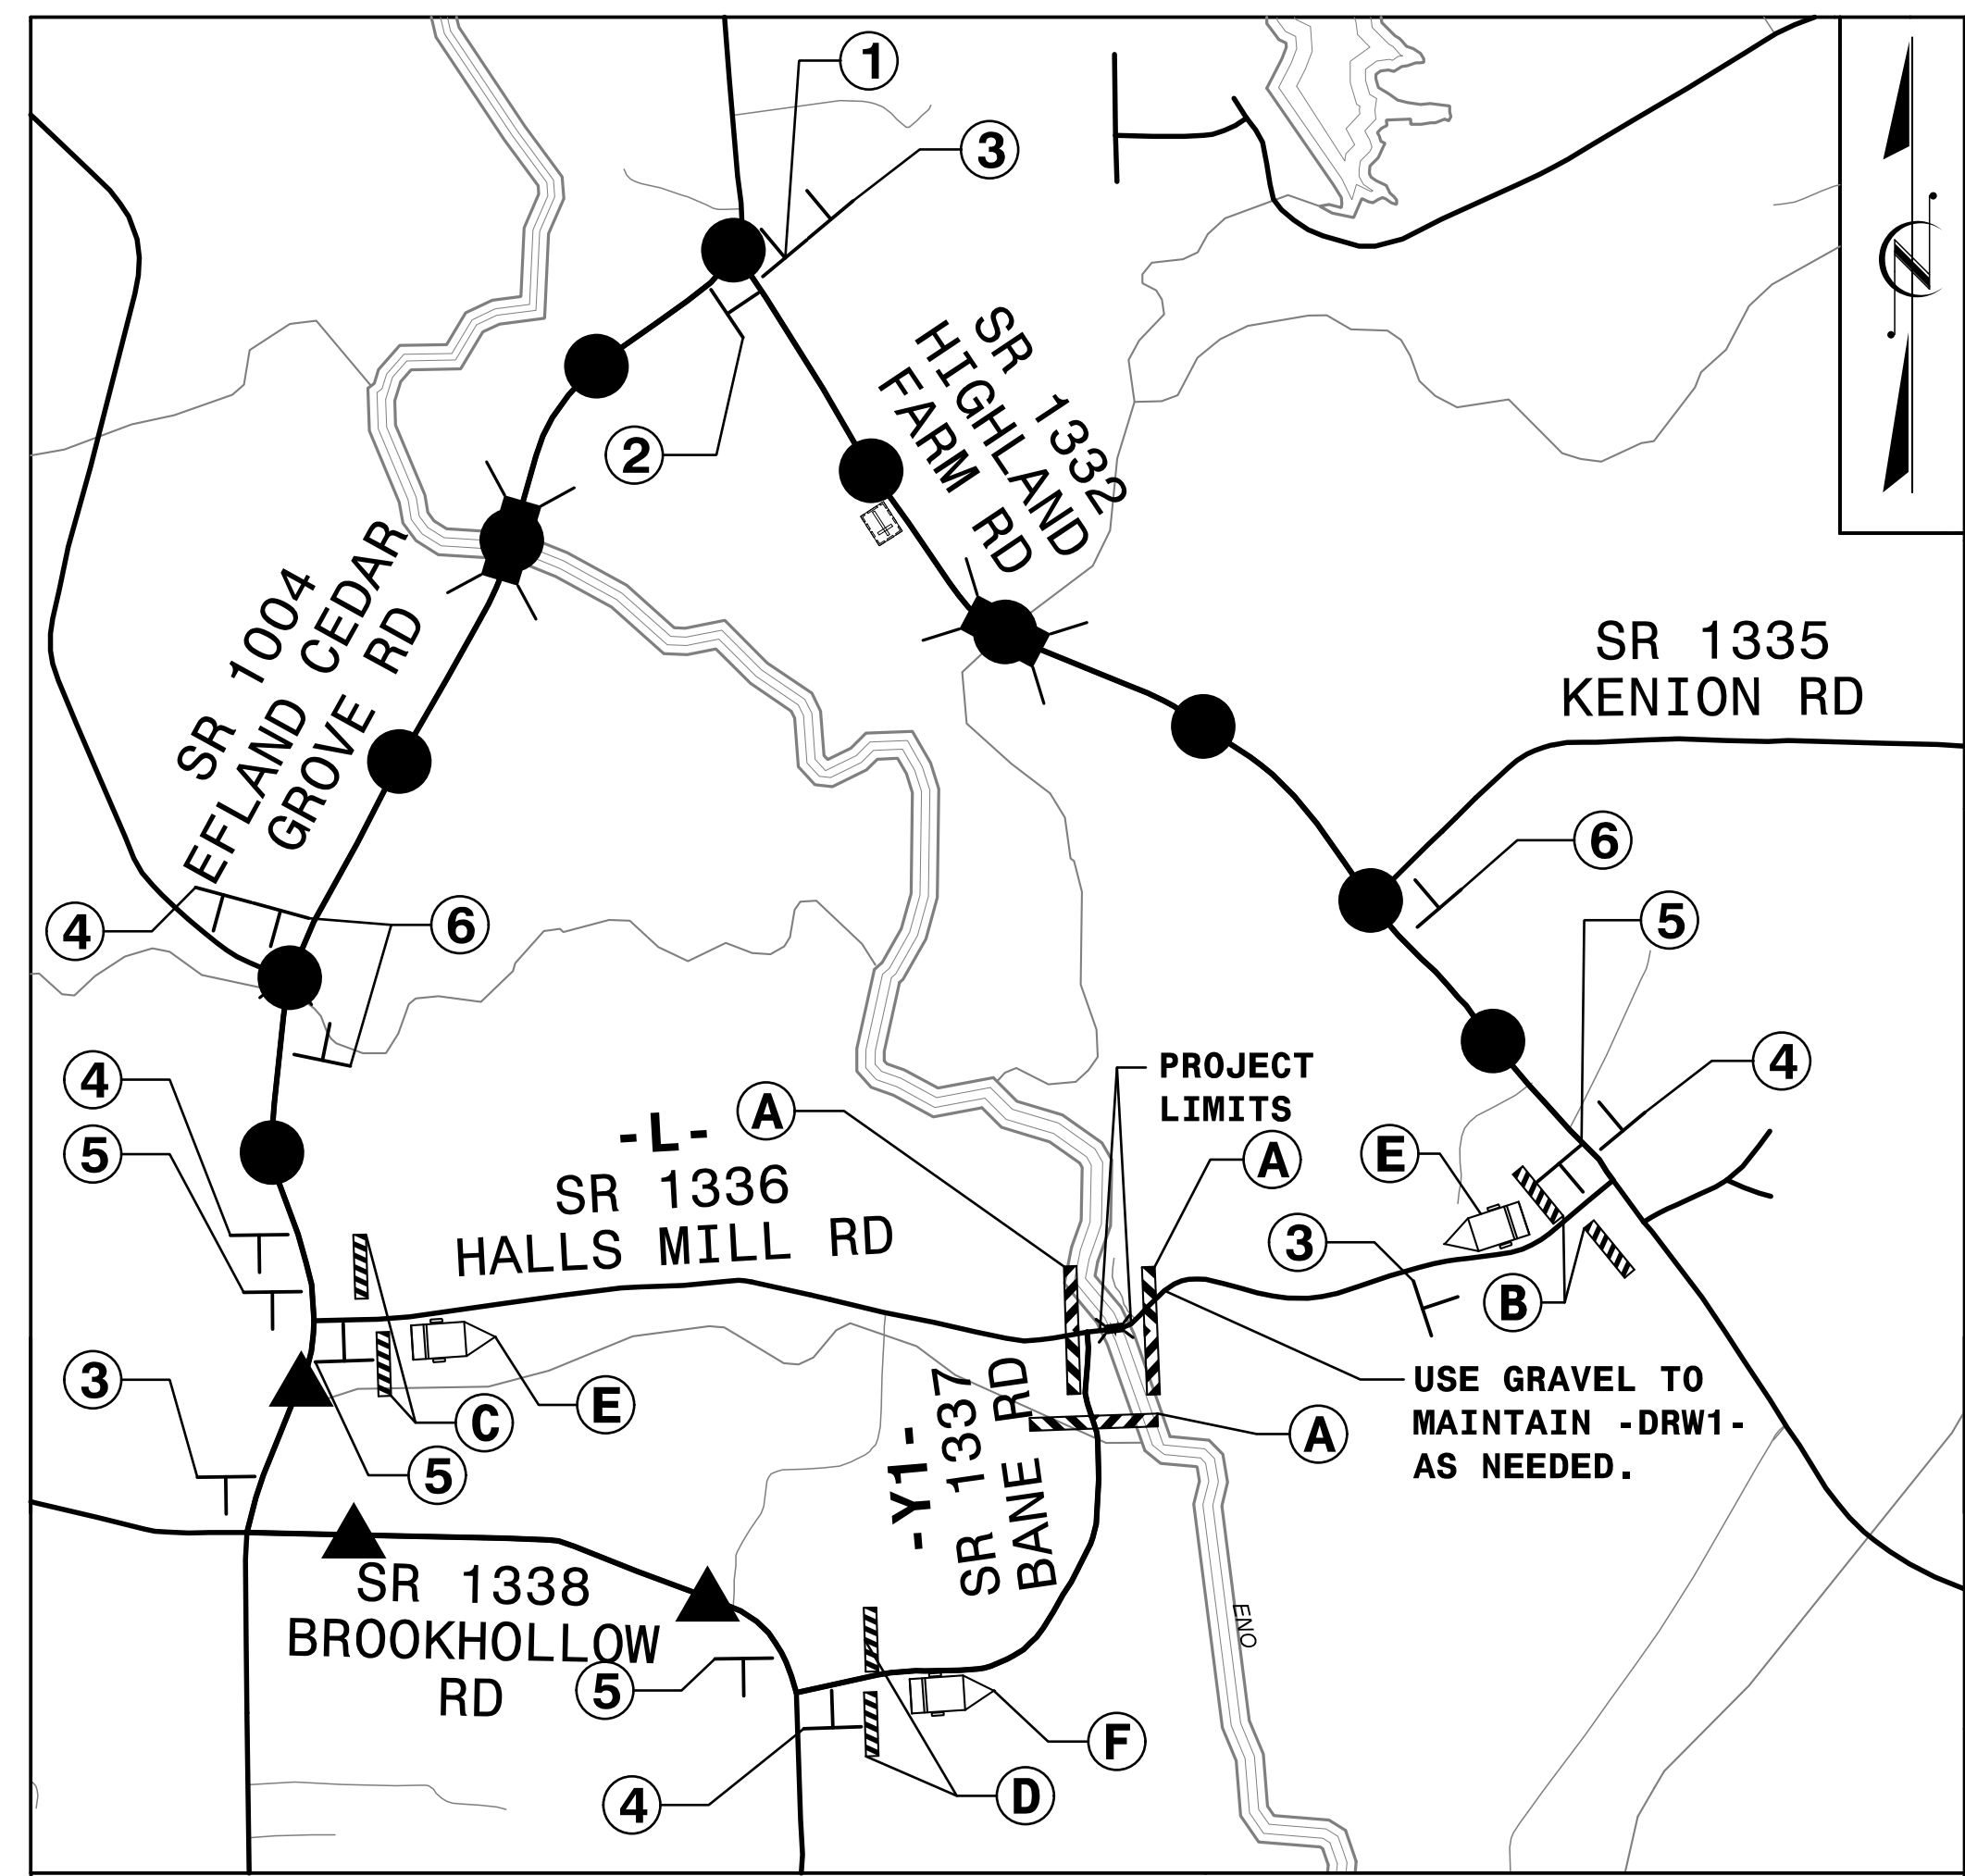 1
3
N
SR 1332
HIGHLAND
FARM RD
2
SR 1004
EFLAND CEDAR
GROVE RD
SR 1335
KENION RD
6
5
4
6
4
PROJECT
LIMITS
4
A
-L-
SR 1336
HALLS MILL RD
5
A
E
3
B
3
E
C
5
USE GRAVEL TO
MAINTAIN -DRW1-
AS NEEDED.
A
-Y1-
SR 1337
BANE RD
SR 1338
BROOKHOLLOW
RD
ENO
5
F
4
D